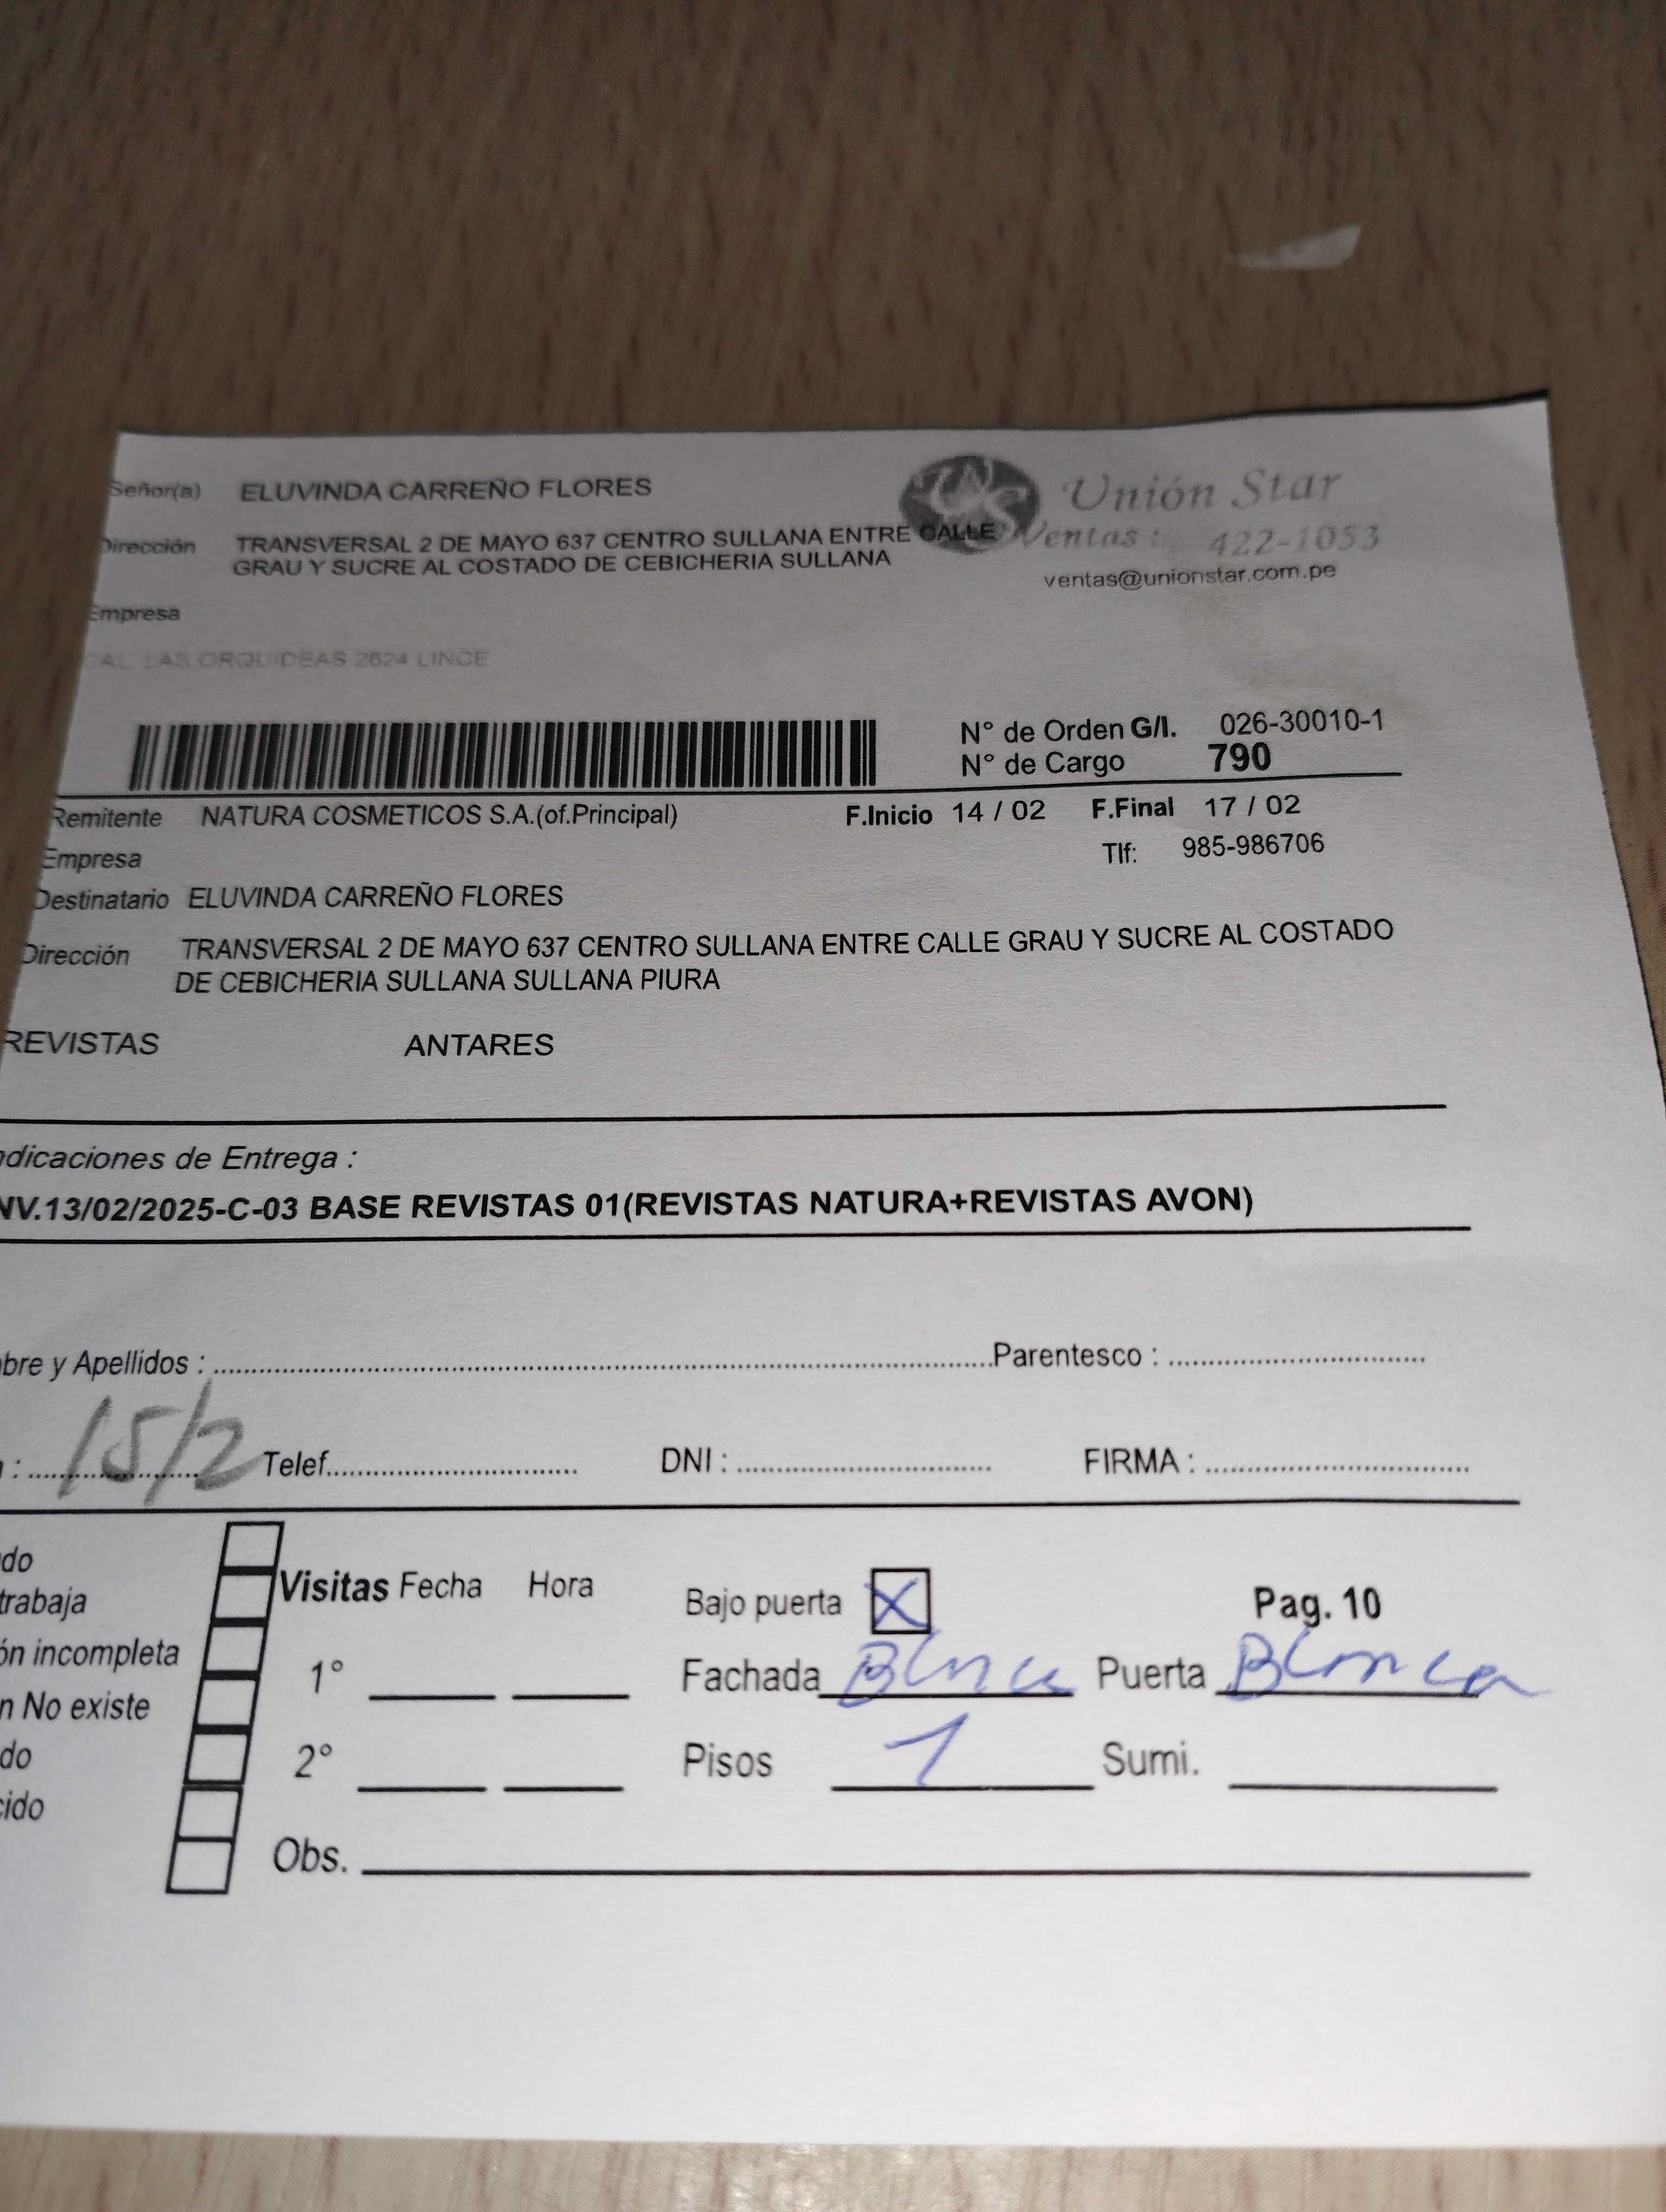 Señor(a) ELUVINDA CARREÑO FLORES
Unión Star
Dirección TRANSVERSAL 2 DE MAYO 637 CENTRO SULLANA ENTRE CALLE
GRAU Y SUCRE AL COSTADO DE CEBICHERIA SULLANA
Ventas : 422-1053
ventas@unionstar.com.pe
Empresa
CAL. LAS ORQUIDEAS 2624 LINCE
N° de Orden G/I. 026-30010-1
N° de Cargo 790
Remitente NATURA COSMETICOS S.A.(of.Principal) F.Inicio 14 / 02 F.Final 17 / 02
Empresa Tlf: 985-986706
Destinatario ELUVINDA CARREÑO FLORES
Dirección TRANSVERSAL 2 DE MAYO 637 CENTRO SULLANA ENTRE CALLE GRAU Y SUCRE AL COSTADO
DE CEBICHERIA SULLANA SULLANA PIURA
REVISTAS ANTARES
ndicaciones de Entrega :
NV.13/02/2025-C-03 BASE REVISTAS 01(REVISTAS NATURA+REVISTAS AVON)
bre y Apellidos : Parentesco :
: 15/2 Telef. DNI : FIRMA :
do
trabaja
ón incompleta
n No existe
do
cido
Visitas Fecha Hora
1°
2°
Obs.
Bajo puerta X Pag. 10
Fachada Blnca Puerta Blanca
Pisos 1 Sumi.